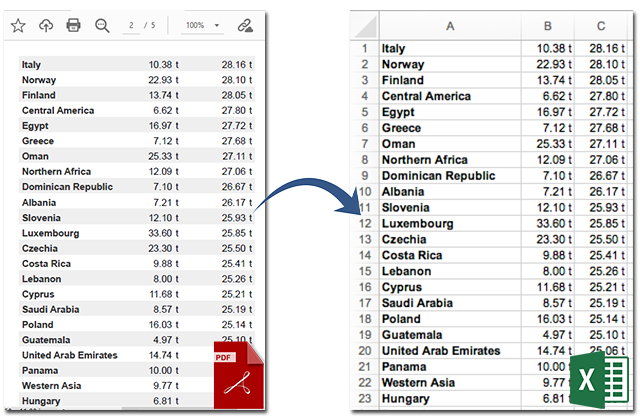 2 / 5 100%
Italy 10.38 t 28.16 t
Norway 22.93 t 28.10 t
Finland 13.74 t 28.05 t
Central America 6.62 t 27.80 t
Egypt 16.97 t 27.72 t
Greece 7.12 t 27.68 t
Oman 25.33 t 27.11 t
Northern Africa 12.09 t 27.06 t
Dominican Republic 7.10 t 26.67 t
Albania 7.21 t 26.17 t
Slovenia 12.10 t 25.93 t
Luxembourg 33.60 t 25.85 t
Czechia 23.30 t 25.50 t
Costa Rica 9.88 t 25.41 t
Lebanon 8.00 t 25.26 t
Cyprus 11.68 t 25.21 t
Saudi Arabia 8.57 t 25.19 t
Poland 16.03 t 25.14 t
Guatemala 4.97 t 25.10 t
United Arab Emirates 14.74 t
Panama 10.00 t
Western Asia 9.77 t
Hungary 6.81 t
PDF
A B C
1 Italy 10.38 t 28.16 t
2 Norway 22.93 t 28.10 t
3 Finland 13.74 t 28.05 t
4 Central America 6.62 t 27.80 t
5 Egypt 16.97 t 27.72 t
6 Greece 7.12 t 27.68 t
7 Oman 25.33 t 27.11 t
8 Northern Africa 12.09 t 27.06 t
9 Dominican Republic 7.10 t 26.67 t
10 Albania 7.21 t 26.17 t
11 Slovenia 12.10 t 25.93 t
12 Luxembourg 33.60 t 25.85 t
13 Czechia 23.30 t 25.50 t
14 Costa Rica 9.88 t 25.41 t
15 Lebanon 8.00 t 25.26 t
16 Cyprus 11.68 t 25.21 t
17 Saudi Arabia 8.57 t 25.19 t
18 Poland 16.03 t 25.14 t
19 Guatemala 4.97 t 25.10 t
20 United Arab Emirates 14.74 t 25.06 t
21 Panama 10.00
22 Western Asia 9.77
23 Hungary 6.81 t
X